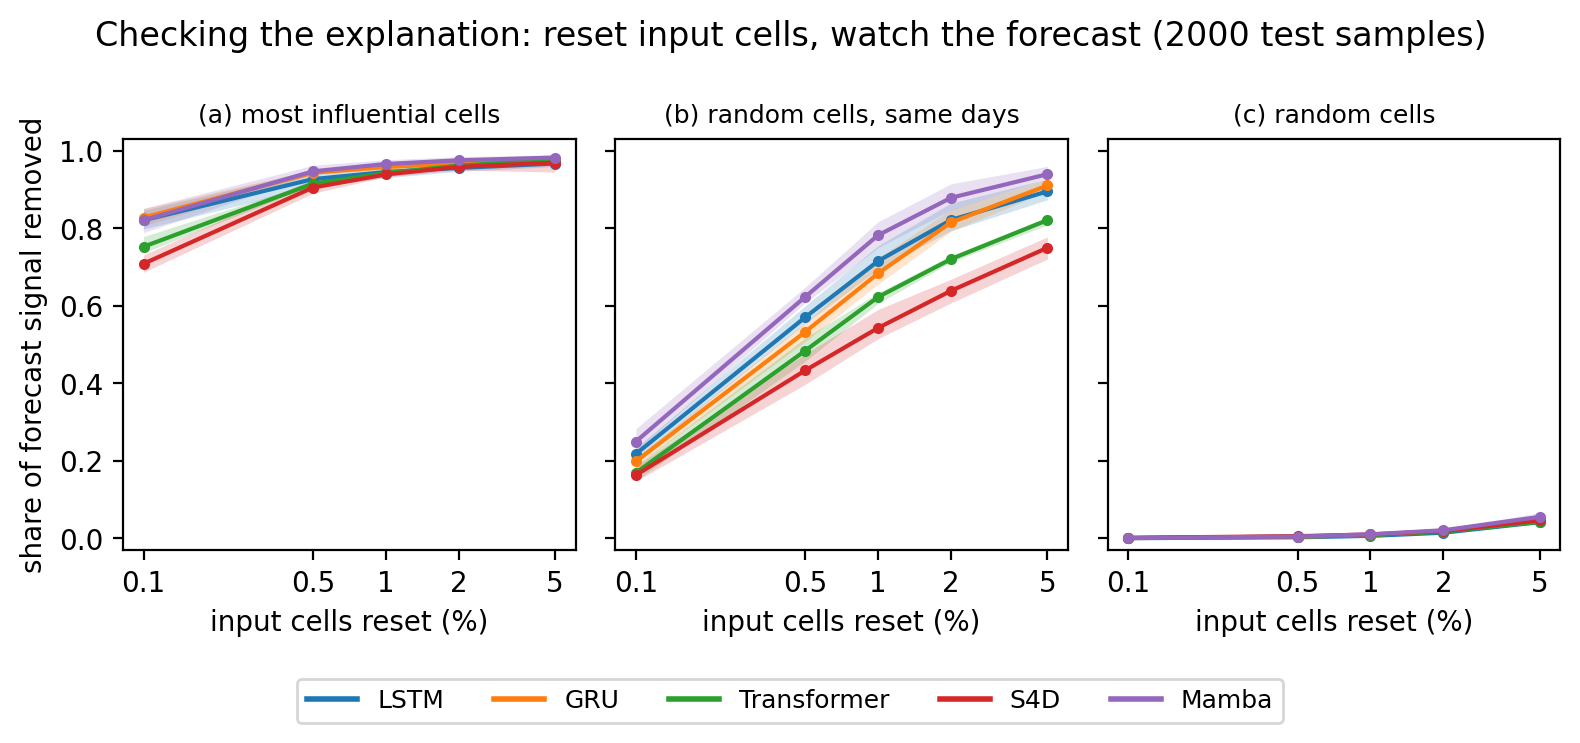 Checking the explanation: reset input cells, watch the forecast (2000 test samples)
(a) most influential cells
(b) random cells, same days
(c) random cells
share of forecast signal removed
1.0
0.8
0.6
0.4
0.2
0.0
0.1 0.5 1 2 5
0.1 0.5 1 2 5
0.1 0.5 1 2 5
input cells reset (%)
input cells reset (%)
input cells reset (%)
LSTM GRU Transformer S4D Mamba